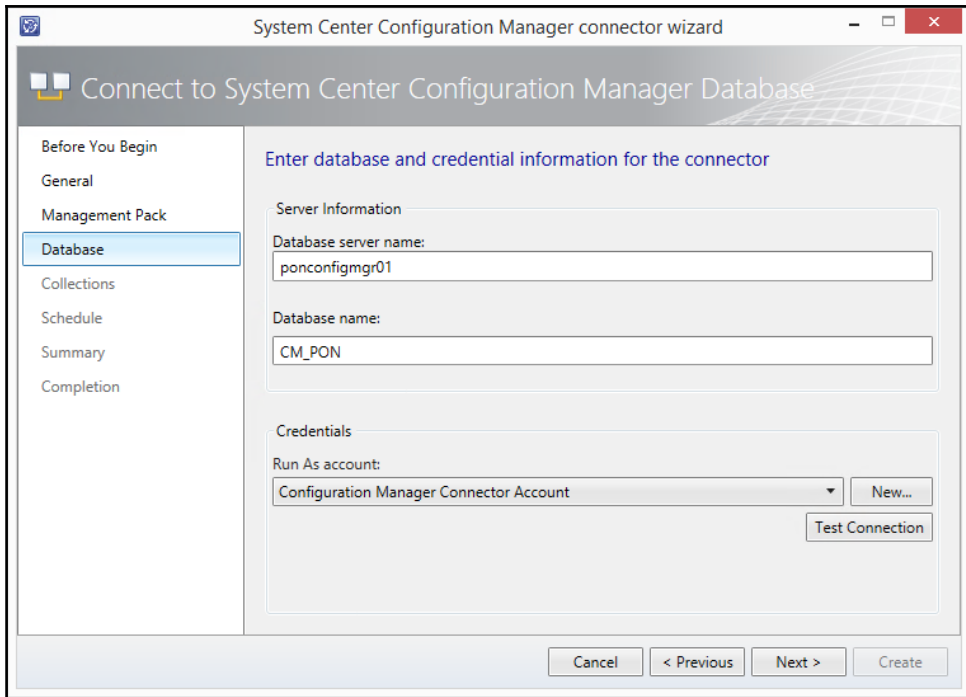 System Center Configuration Manager connector wizard
Connect to System Center Configuration Manager Database
Before You Begin
General
Management Pack
Database
Collections
Schedule
Summary
Completion
Enter database and credential information for the connector
Server Information
Database server name:
ponconfigmgr01
Database name:
CM_PON
Credentials
Run As account:
Configuration Manager Connector Account
New...
Test Connection
Cancel
< Previous
Next >
Create